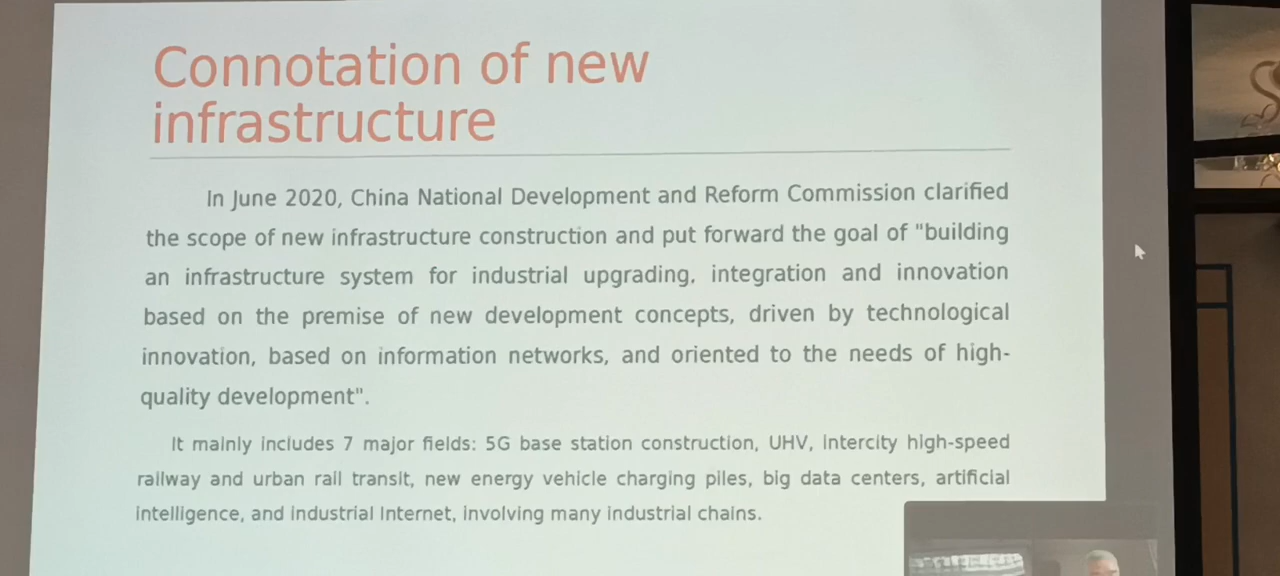 Connotation of new
infrastructure
In June 2020, China National Development and Reform Commission clarified
the scope of new infrastructure construction and put forward the goal of "building
an infrastructure system for industrial upgrading, integration and innovation
based on the premise of new development concepts, driven by technological
innovation, based on information networks, and oriented to the needs of high-
quality development".
It mainly includes 7 major fields: 5G base station construction, UHV, intercity high-speed
railway and urban rail transit, new energy vehicle charging piles, big data centers, artificial
intelligence, and industrial Internet, involving many industrial chains.